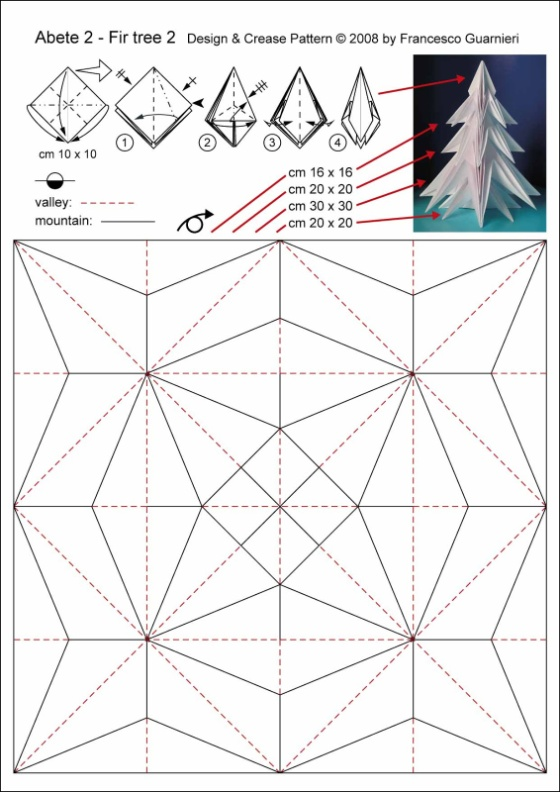 Abete 2 - Fir tree 2 Design & Crease Pattern © 2008 by Francesco Guarnieri
cm 10 x 10
1
2
3
4
cm 16 x 16
cm 20 x 20
cm 30 x 30
cm 20 x 20
valley:
mountain: